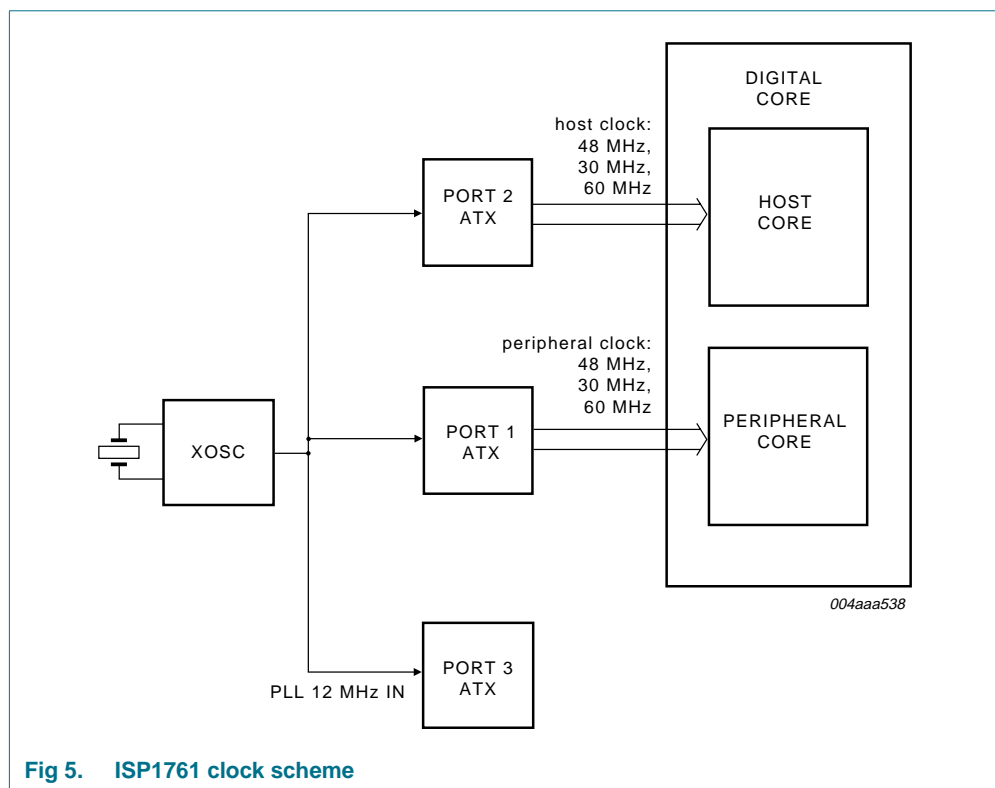 DIGITAL
CORE
host clock:
48 MHz,
30 MHz,
60 MHz
PORT 2
ATX
HOST
CORE
peripheral clock:
48 MHz,
30 MHz,
60 MHz
XOSC
PORT 1
ATX
PERIPHERAL
CORE
004aaa538
PORT 3
ATX
PLL 12 MHz IN
Fig 5. ISP1761 clock scheme